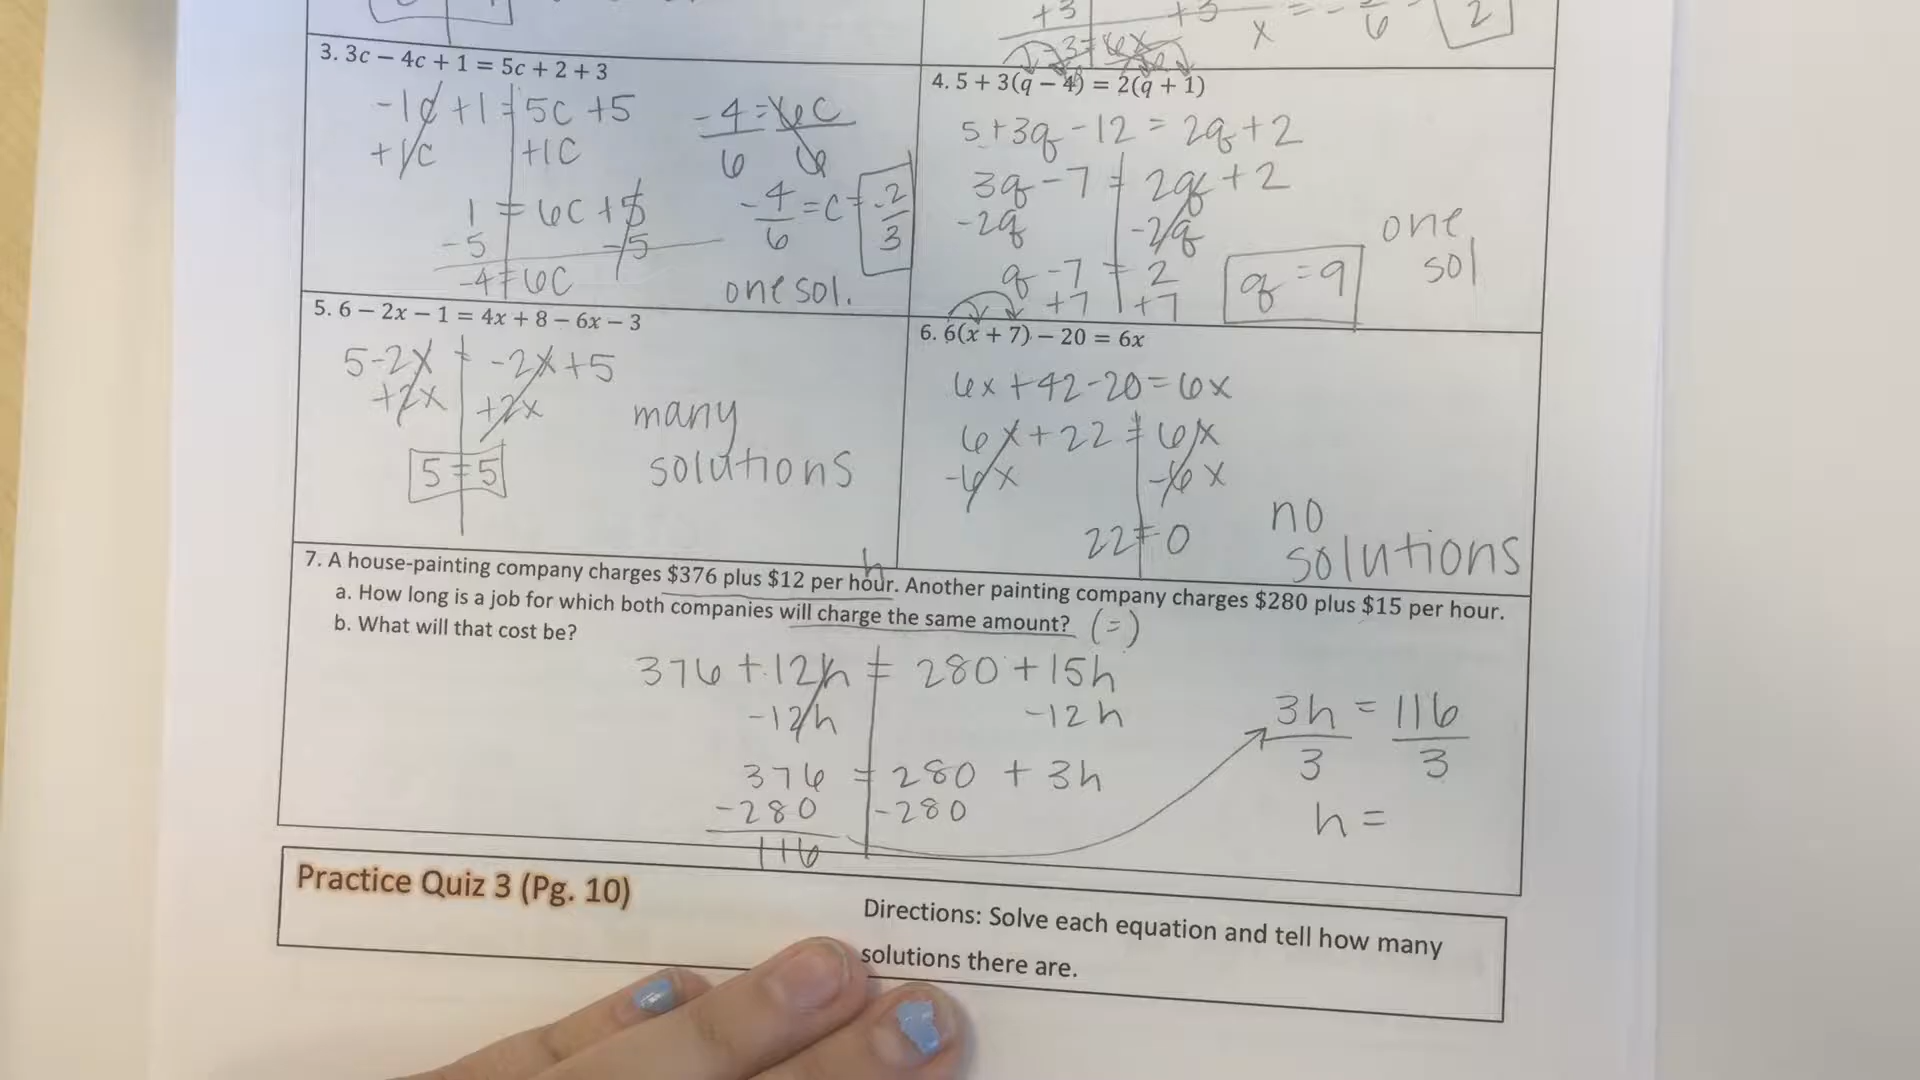 +3 +3 x = - 6 2
-3 = 6x
3. 3c − 4c + 1 = 5c + 2 + 3
-1c +1 = 5c +5
+1c +1c
1 = 6c + 5
-5 -5
-4 = 6c
-4 = 6c
6 6
-4/6 = c = -2/3
one sol.
4. 5 + 3(q − 4) = 2(q + 1)
5 + 3q - 12 = 2q + 2
3q - 7 = 2q + 2
-2q -2q
q - 7 = 2
+7 +7
q = 9
one
sol
5. 6 − 2x − 1 = 4x + 8 − 6x − 3
5 - 2x = -2x + 5
+2x +2x
5 = 5
many
solutions
6. 6(x + 7) − 20 = 6x
6x + 42 - 20 = 6x
6x + 22 = 6x
-6x -6x
22 = 0
no
solutions
h
7. A house-painting company charges $376 plus $12 per hour. Another painting company charges $280 plus $15 per hour.
a. How long is a job for which both companies will charge the same amount? (=)
b. What will that cost be?
376 + 12h = 280 + 15h
-12h -12h
376 = 280 + 3h
-280 -280
116
3h = 116
3 3
h =
Practice Quiz 3 (Pg. 10)
Directions: Solve each equation and tell how many
solutions there are.